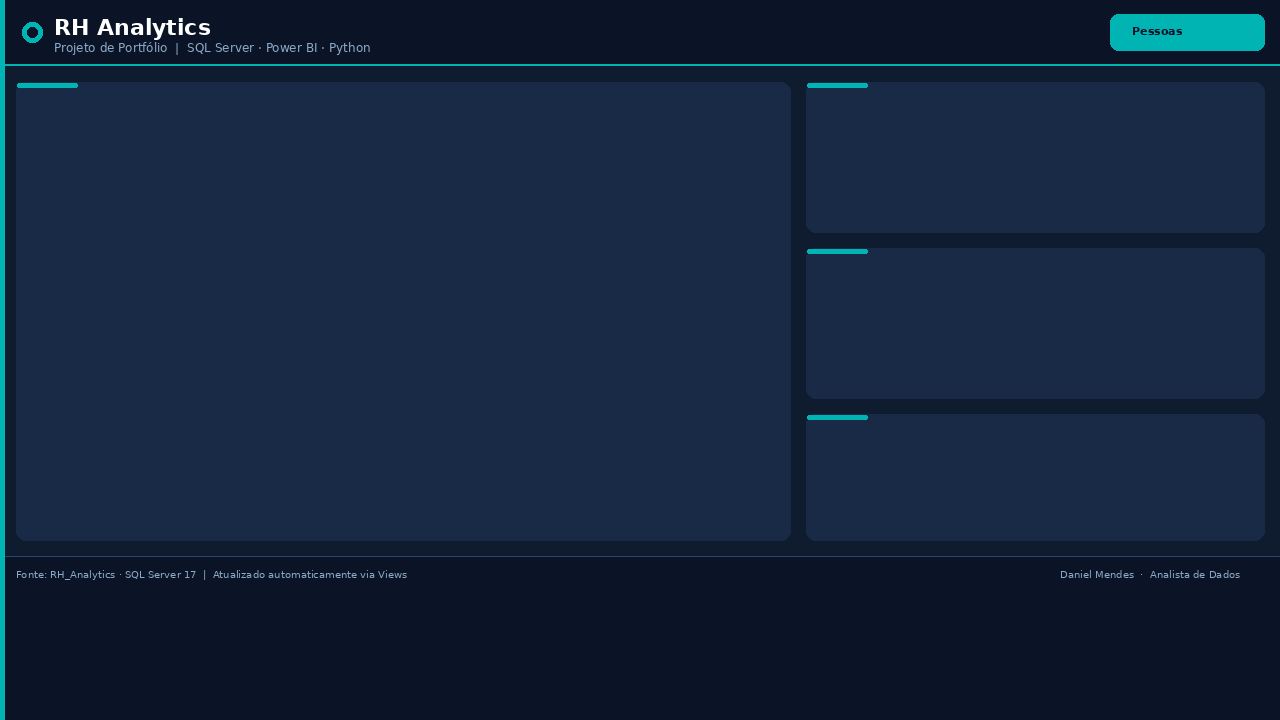 RH Analytics
Projeto de Portfólio | SQL Server · Power BI · Python
Pessoas
Fonte: RH_Analytics · SQL Server 17 | Atualizado automaticamente via Views
Daniel Mendes · Analista de Dados